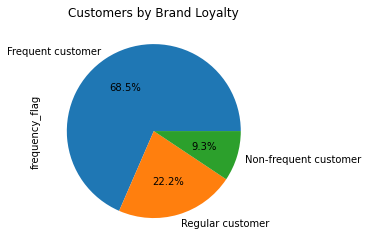 Customers by Brand Loyalty
Frequent customer
68.5%
frequency_flag
9.3%
Non-frequent customer
22.2%
Regular customer